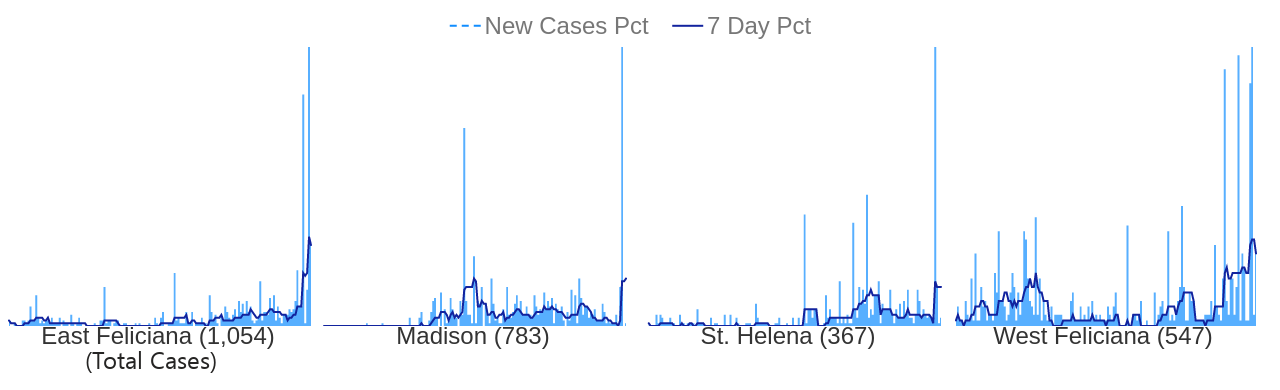 New Cases Pct 7 Day Pct
East Feliciana (1,054) Madison (783) St. Helena (367) West Feliciana (547)
(Total Cases)